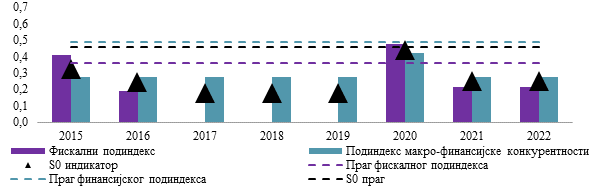 0,7
0,6
0,5
0,4
0,3
0,2
0,1
0,0
2015 2016 2017 2018 2019 2020 2021 2022
Фискални подиндекс Подиндекс макро-финансијске конкурентности
S0 индикатор Праг фискалног подиндекса
Праг финансијског подиндекса S0 праг